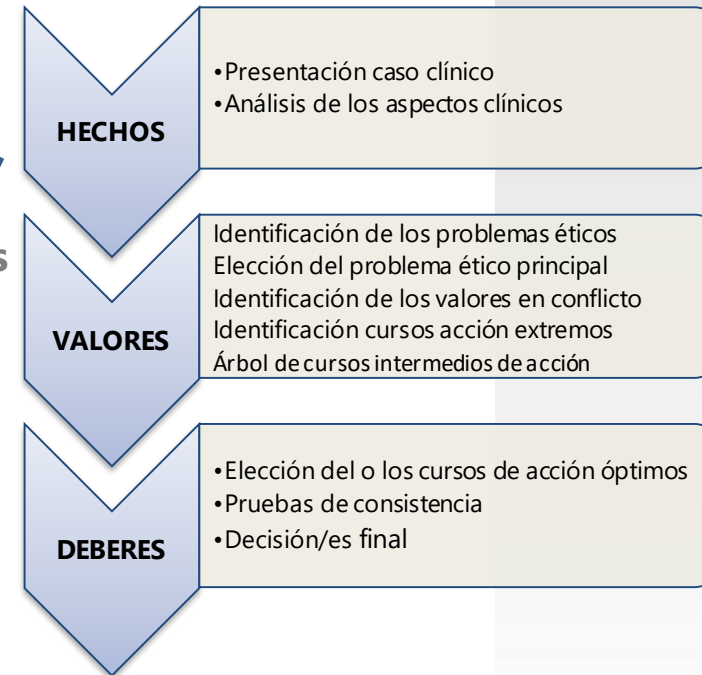 HECHOS
•Presentación caso clínico
•Análisis de los aspectos clínicos
VALORES
Identificación de los problemas éticos
Elección del problema ético principal
Identificación de los valores en conflicto
Identificación cursos acción extremos
Árbol de cursos intermedios de acción
DEBERES
•Elección del o los cursos de acción óptimos
•Pruebas de consistencia
•Decisión/es final